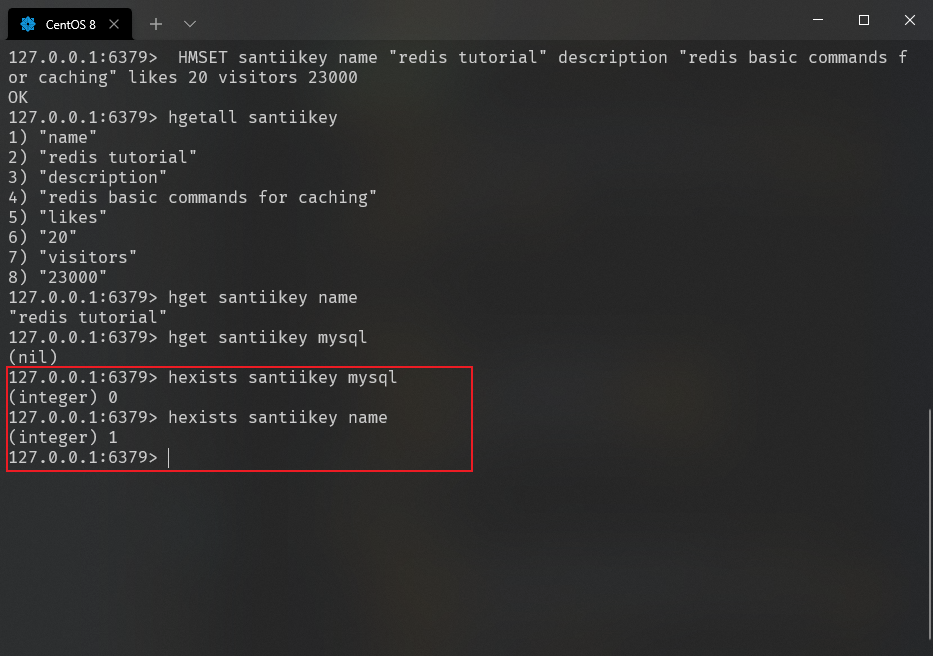 CentOS 8
127.0.0.1:6379>  HMSET santiikey name "redis tutorial" description "redis basic commands f
or caching" likes 20 visitors 23000
OK
127.0.0.1:6379> hgetall santiikey
1) "name"
2) "redis tutorial"
3) "description"
4) "redis basic commands for caching"
5) "likes"
6) "20"
7) "visitors"
8) "23000"
127.0.0.1:6379> hget santiikey name
"redis tutorial"
127.0.0.1:6379> hget santiikey mysql
(nil)
127.0.0.1:6379> hexists santiikey mysql
(integer) 0
127.0.0.1:6379> hexists santiikey name
(integer) 1
127.0.0.1:6379>